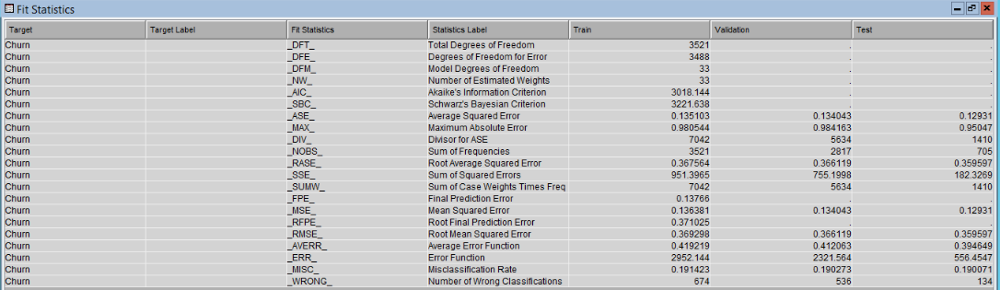 Fit Statistics
Target Target Label Fit Statistics Statistics Label Train Validation Test
Churn _DFT_ Total Degrees of Freedom 3521 . .
Churn _DFE_ Degrees of Freedom for Error 3488 . .
Churn _DFM_ Model Degrees of Freedom 33 . .
Churn _NW_ Number of Estimated Weights 33 . .
Churn _AIC_ Akaike's Information Criterion 3018.144 . .
Churn _SBC_ Schwarz's Bayesian Criterion 3221.638 . .
Churn _ASE_ Average Squared Error 0.135103 0.134043 0.12931
Churn _MAX_ Maximum Absolute Error 0.980544 0.984163 0.95047
Churn _DIV_ Divisor for ASE 7042 5634 1410
Churn _NOBS_ Sum of Frequencies 3521 2817 705
Churn _RASE_ Root Average Squared Error 0.367564 0.366119 0.359597
Churn _SSE_ Sum of Squared Errors 951.3965 755.1998 182.3269
Churn _SUMW_ Sum of Case Weights Times Freq 7042 5634 1410
Churn _FPE_ Final Prediction Error 0.13766 . .
Churn _MSE_ Mean Squared Error 0.136381 0.134043 0.12931
Churn _RFPE_ Root Final Prediction Error 0.371025 . .
Churn _RMSE_ Root Mean Squared Error 0.369298 0.366119 0.359597
Churn _AVERR_ Average Error Function 0.419219 0.412063 0.394649
Churn _ERR_ Error Function 2952.144 2321.564 556.4547
Churn _MISC_ Misclassification Rate 0.191423 0.190273 0.190071
Churn _WRONG_ Number of Wrong Classifications 674 536 134